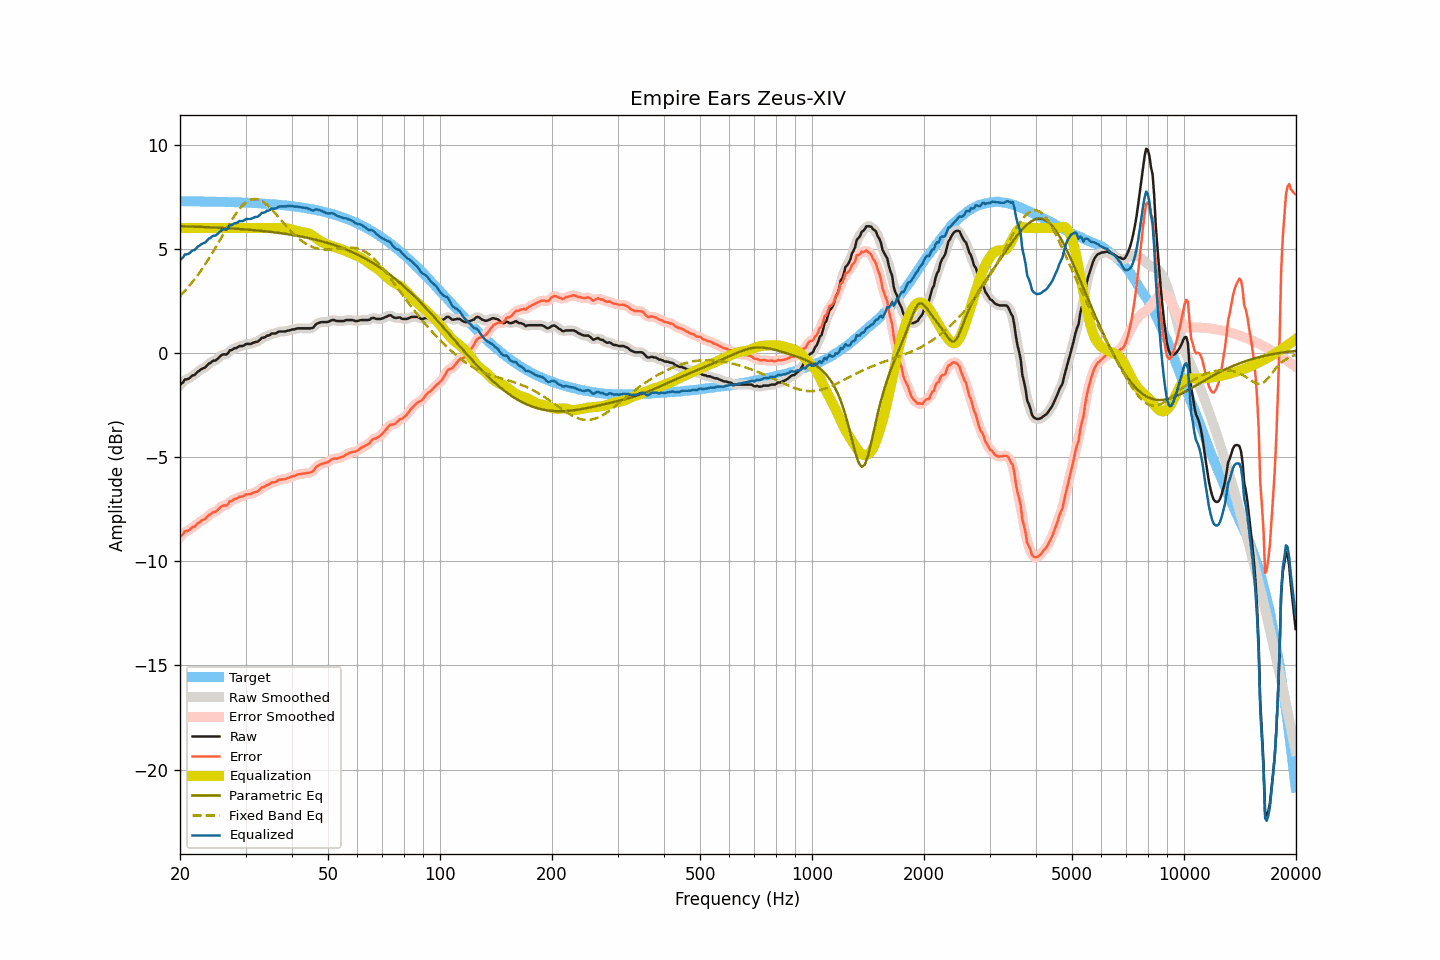 Empire Ears Zeus-XIV
10
5
0
−5
−10
−15
−20
Amplitude (dBr)
Target
Raw Smoothed
Error Smoothed
Raw
Error
Equalization
Parametric Eq
Fixed Band Eq
Equalized
20 50 100 200 500 1000 2000 5000 10000 20000
Frequency (Hz)